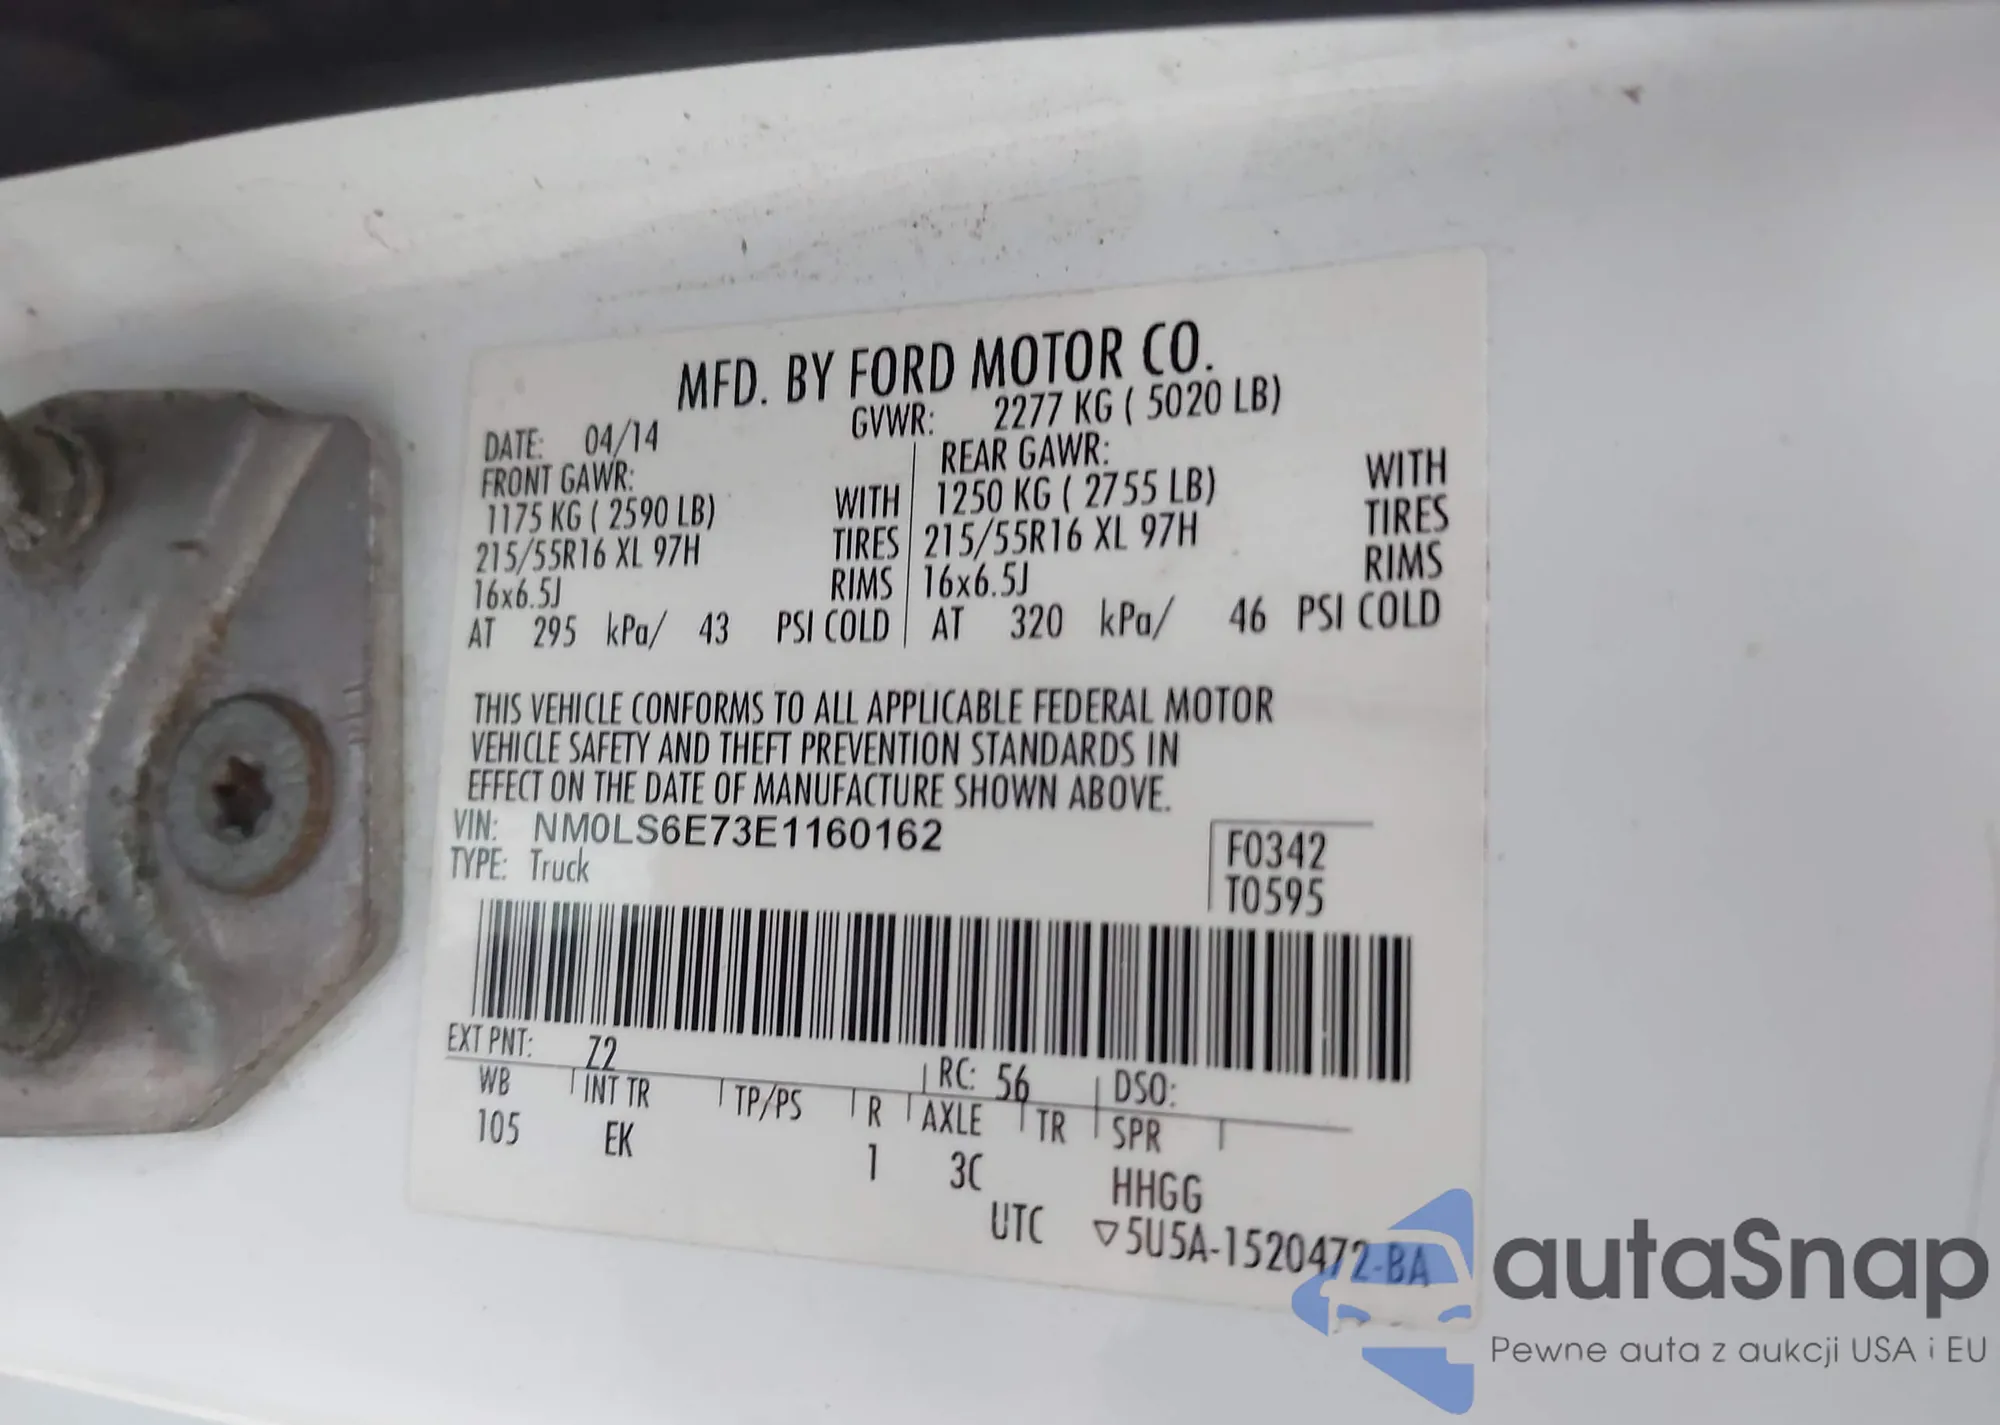 MFD. BY FORD MOTOR CO.
DATE: 04/14 GVWR: 2277 KG ( 5020 LB)
FRONT GAWR: REAR GAWR:
1175 KG ( 2590 LB) WITH 1250 KG ( 2755 LB) WITH
215/55R16 XL 97H TIRES 215/55R16 XL 97H TIRES
16x6.5J RIMS 16x6.5J RIMS
AT 295 kPa/ 43 PSI COLD AT 320 kPa/ 46 PSI COLD
THIS VEHICLE CONFORMS TO ALL APPLICABLE FEDERAL MOTOR
VEHICLE SAFETY AND THEFT PREVENTION STANDARDS IN
EFFECT ON THE DATE OF MANUFACTURE SHOWN ABOVE.
VIN: NM0LS6E73E1160162 F0342
TYPE: Truck T0595
EXT PNT: Z2 RC: 56 DSO:
WB INT TR TP/PS R AXLE TR SPR
105 EK 1 3C HHGG
UTC ▽5U5A-1520472-BA
autaSnap
Pewne auta z aukcji USA i EU